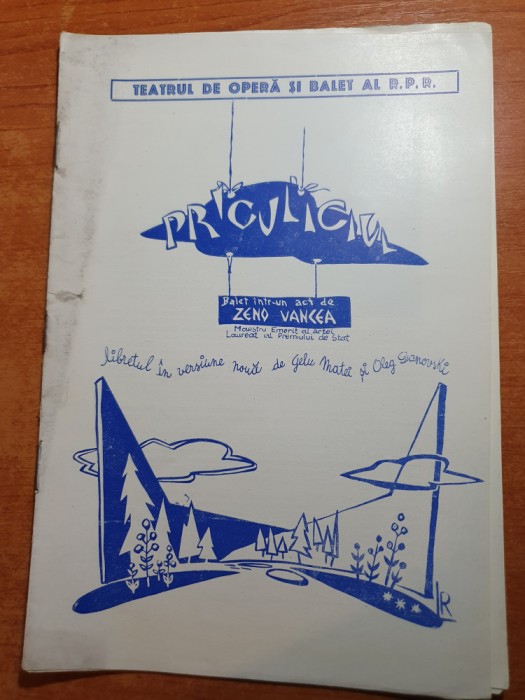 TEATRUL DE OPERĂ ȘI BALET AL R.P.R.
PRICULICIUL
Balet într-un act de
ZENO VANCEA
Maestru Emerit al Artei
Laureat al Premiului de Stat
libretul în versiune nouă de Gelu Matei și Oleg Danovski
R